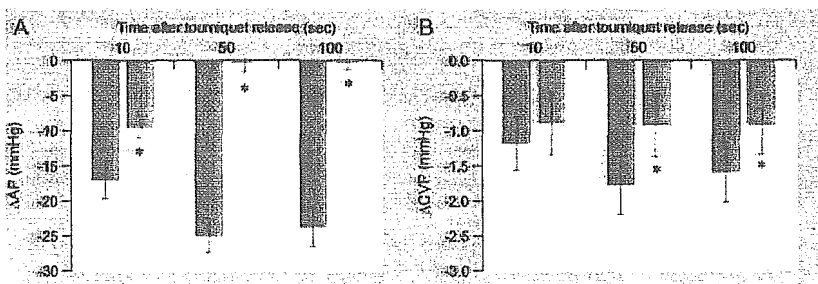 A
Time after tourniquet release (sec)
10 50 100
0
-5
-10
-15
-20
-25
-30
ΔAP (mmHg)
*
*
*
B
Time after tourniquet release (sec)
10 50 100
0
-0.5
-1.0
-1.5
-2.0
-2.5
-3.0
ΔCVP (mmHg)
*
*